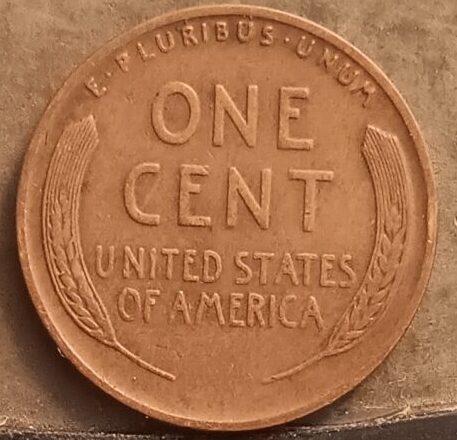 E · PLURIBUS · UNUM
ONE
CENT
UNITED STATES
OF AMERICA